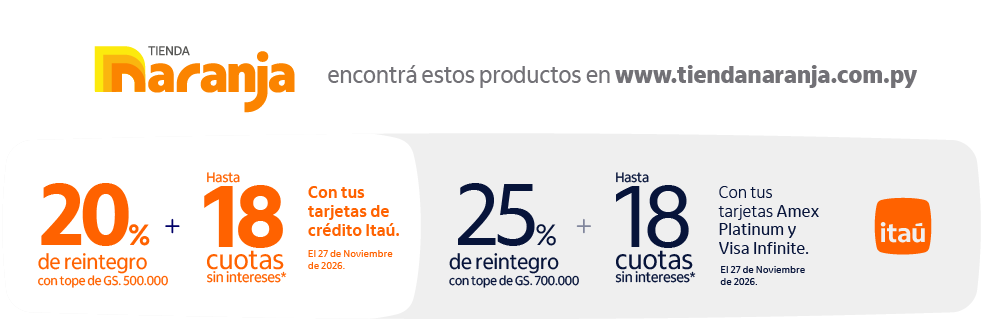 TIENDA
naranja
encontrá estos productos en www.tiendanaranja.com.py
20%
de reintegro
con tope de GS. 500.000
+
Hasta
18
cuotas
sin intereses*
Con tus
tarjetas de
crédito Itaú.
El 27 de Noviembre
de 2026.
25%
de reintegro
con tope de GS. 700.000
+
Hasta
18
cuotas
sin intereses*
Con tus
tarjetas Amex
Platinum y
Visa Infinite.
El 27 de Noviembre
de 2026.
itaú